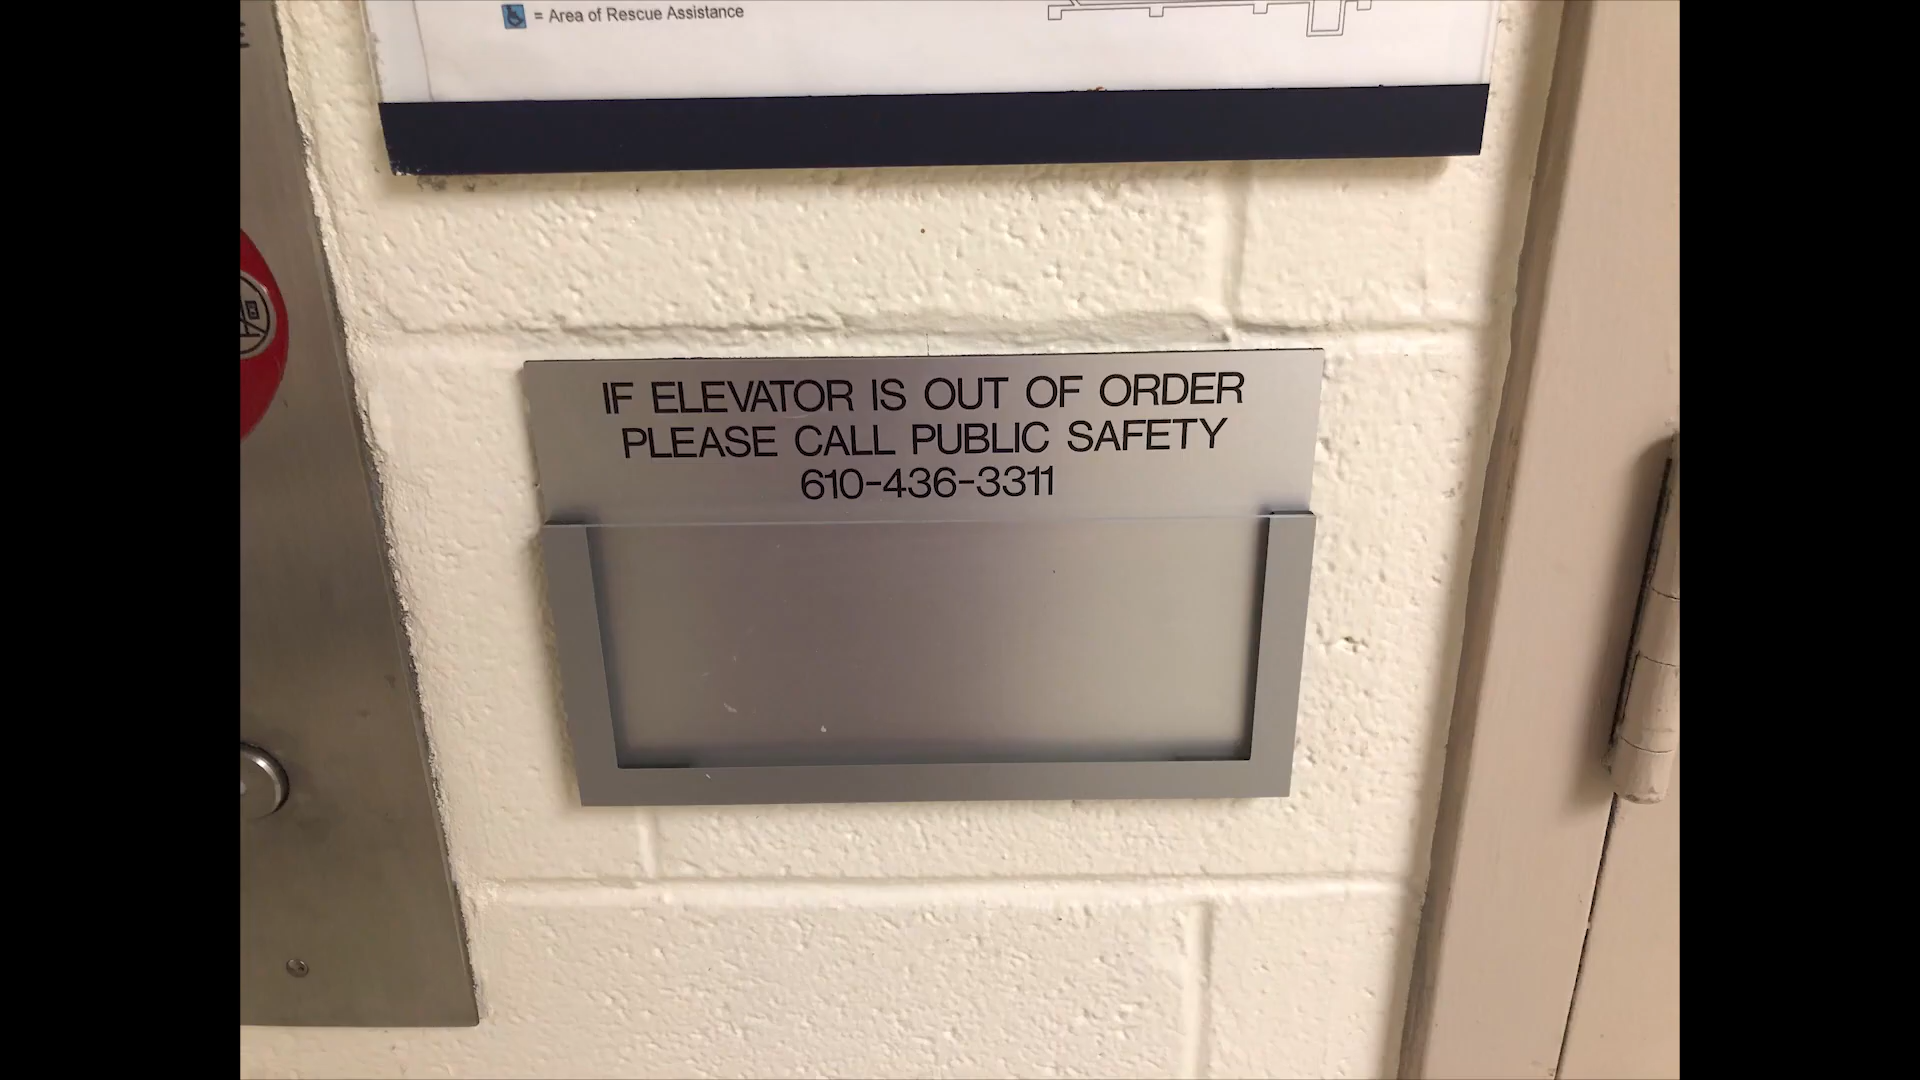 = Area of Rescue Assistance
IF ELEVATOR IS OUT OF ORDER
PLEASE CALL PUBLIC SAFETY
610-436-3311